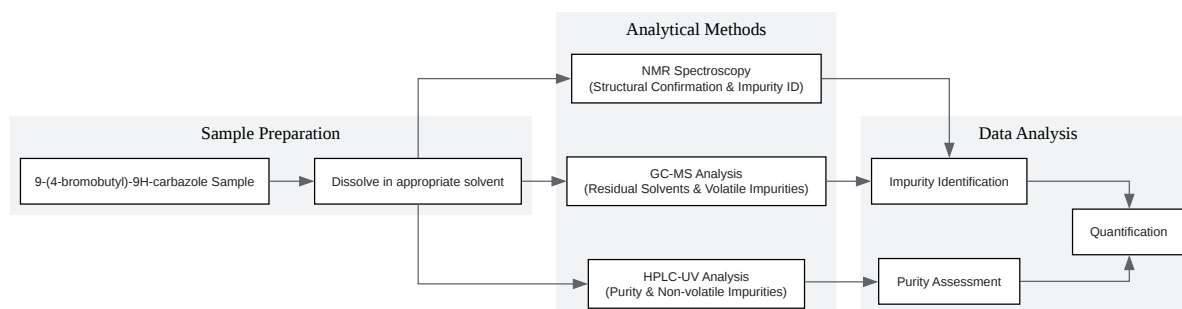 Analytical Methods
NMR Spectroscopy
(Structural Confirmation & Impurity ID)
Sample Preparation
Data Analysis
9-(4-bromobutyl)-9H-carbazole Sample
Dissolve in appropriate solvent
GC-MS Analysis
(Residual Solvents & Volatile Impurities)
Impurity Identification
Quantification
HPLC-UV Analysis
(Purity & Non-volatile Impurities)
Purity Assessment